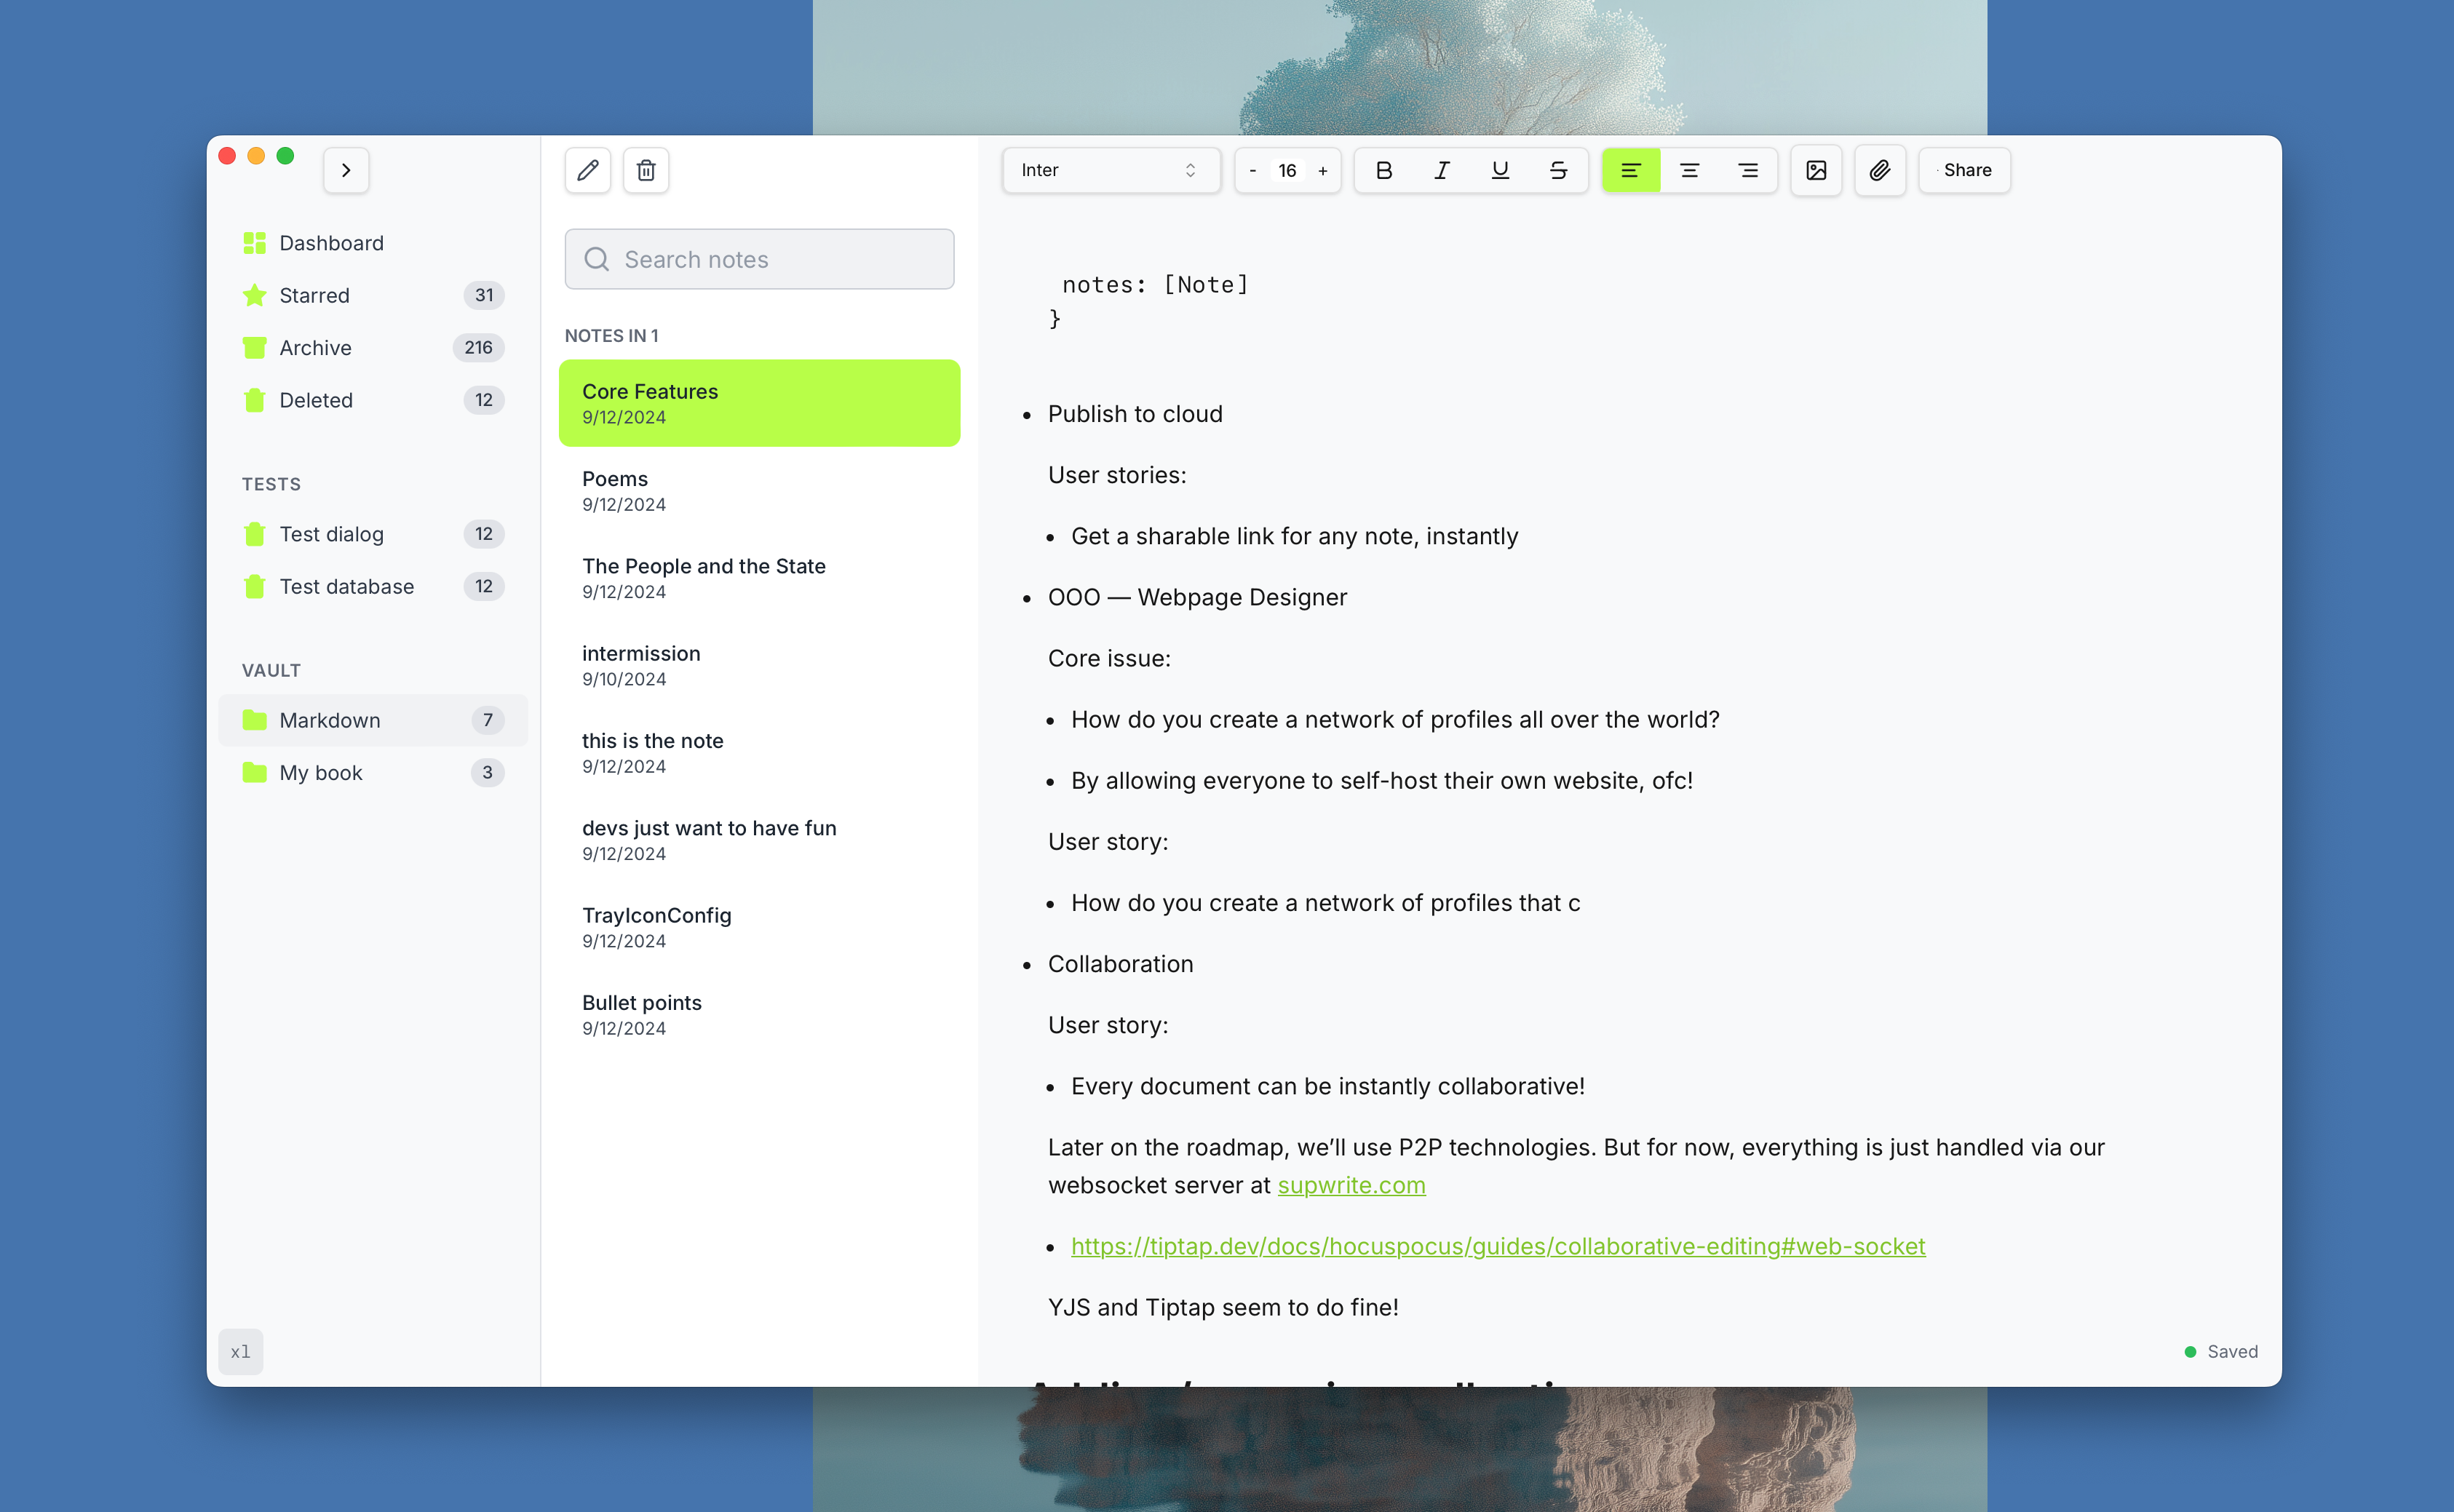 Dashboard
Starred 31
Archive 216
Deleted 12
TESTS
Test dialog 12
Test database 12
VAULT
Markdown 7
My book 3
xl
Search notes
NOTES IN 1
Core Features
9/12/2024
Poems
9/12/2024
The People and the State
9/12/2024
intermission
9/10/2024
this is the note
9/12/2024
devs just want to have fun
9/12/2024
TrayIconConfig
9/12/2024
Bullet points
9/12/2024
Inter - 16 + B I U S Share
notes: [Note]
}
• Publish to cloud
User stories:
• Get a sharable link for any note, instantly
• OOO — Webpage Designer
Core issue:
• How do you create a network of profiles all over the world?
• By allowing everyone to self-host their own website, ofc!
User story:
• How do you create a network of profiles that c
• Collaboration
User story:
• Every document can be instantly collaborative!
Later on the roadmap, we’ll use P2P technologies. But for now, everything is just handled via our
websocket server at supwrite.com
• https://tiptap.dev/docs/hocuspocus/guides/collaborative-editing#web-socket
YJS and Tiptap seem to do fine!
Saved